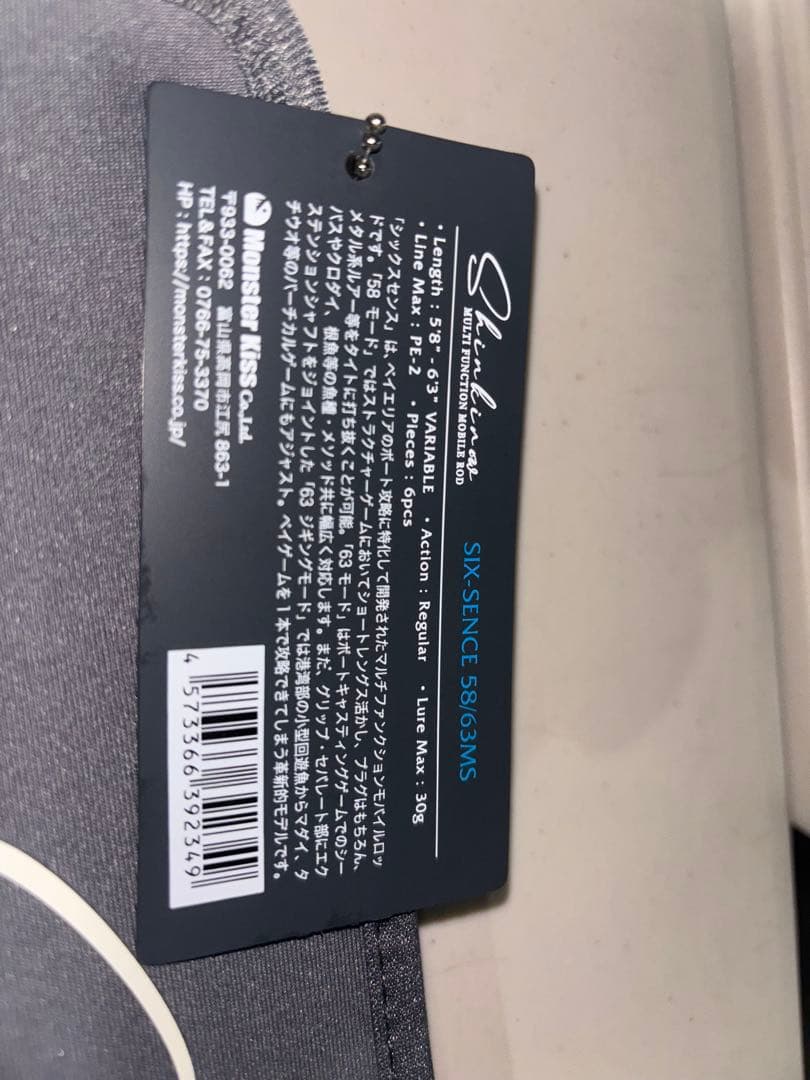 Shinkiroo SIX-SENCE 58/63MS
MULTI FUNCTION MOBILE ROD
・Length : 5'8" - 6'3" VARIABLE ・Action : Regular ・Lure Max : 30g
・Line Max : PE-2 ・Pieces : 6pcs
「シックスセンス」は、ベイエリアのボート攻略に特化して開発されたマルチファンクションモバイルロッ
ドです。「58 モード」ではストラクチャーゲームにおいてショートレングス活かし、プラグはもちろん、
メタル系ルアー等をタイトに打ち抜くことが可能。「63 モード」はボートキャスティングゲームでのシー
バスやクロダイ、根魚等の魚種・メソッド共に幅広く対応します。また、グリップ・セパレート部にエク
ステンションシャフトをジョイントした「63 ジギングモード」では港湾部の小型回遊魚からマダイ、タ
チウオ等のバーチカルゲームにもアジャスト。ベイゲームを 1 本で攻略できてしまう革新的モデルです。
Monster Kiss Co.Ltd.
〒933-0062 富山県高岡市江尻 863-1
TEL&FAX : 0766-75-3370
HP : https://monsterkiss.co.jp/
4 573366 392349